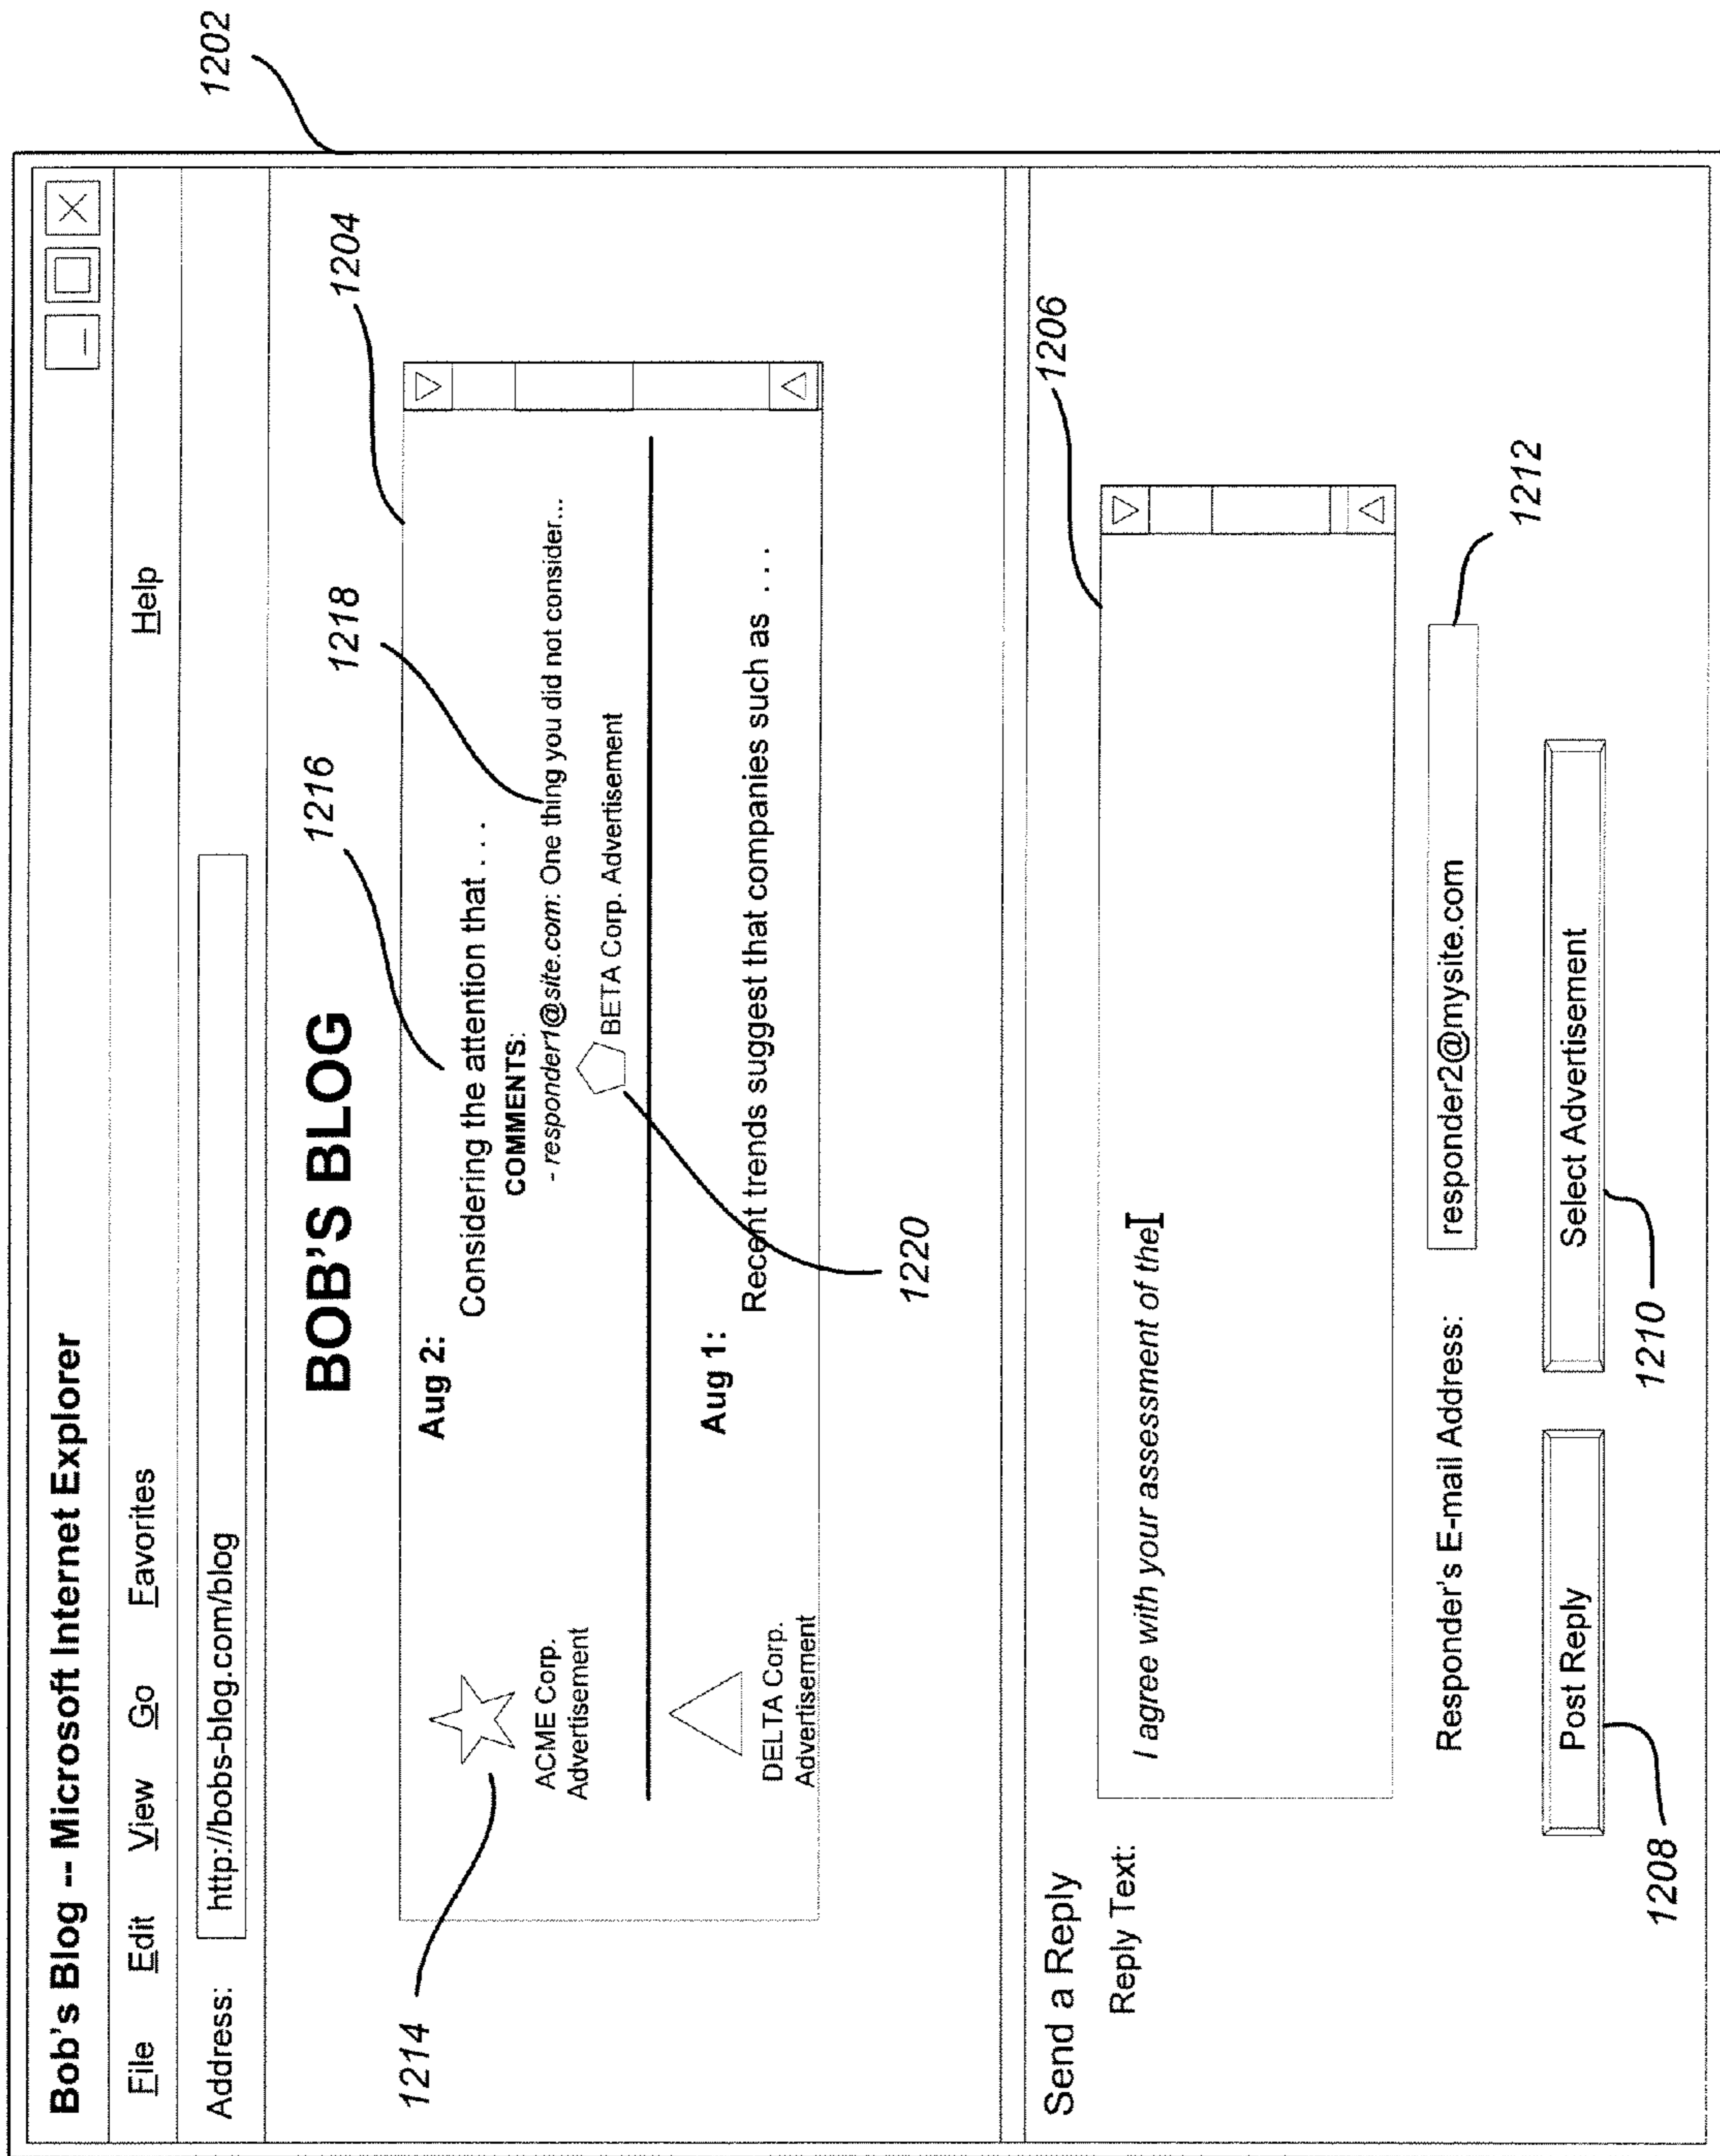 1202
Bob's Blog -- Microsoft Internet Explorer
File Edit View Go Favorites Help
Address: http://bobs-blog.com/blog
BOB'S BLOG
1204
1216
1218
1214
Aug 2:
Considering the attention that . . .
COMMENTS:
- responder1@site.com: One thing you did not consider...
BETA Corp. Advertisement
ACME Corp.
Advertisement
Aug 1:
Recent trends suggest that companies such as . . . .
DELTA Corp.
Advertisement
1220
1206
Send a Reply
Reply Text:
I agree with your assessment of the
Responder's E-mail Address: responder2@mysite.com
1212
Post Reply Select Advertisement
1208
1210